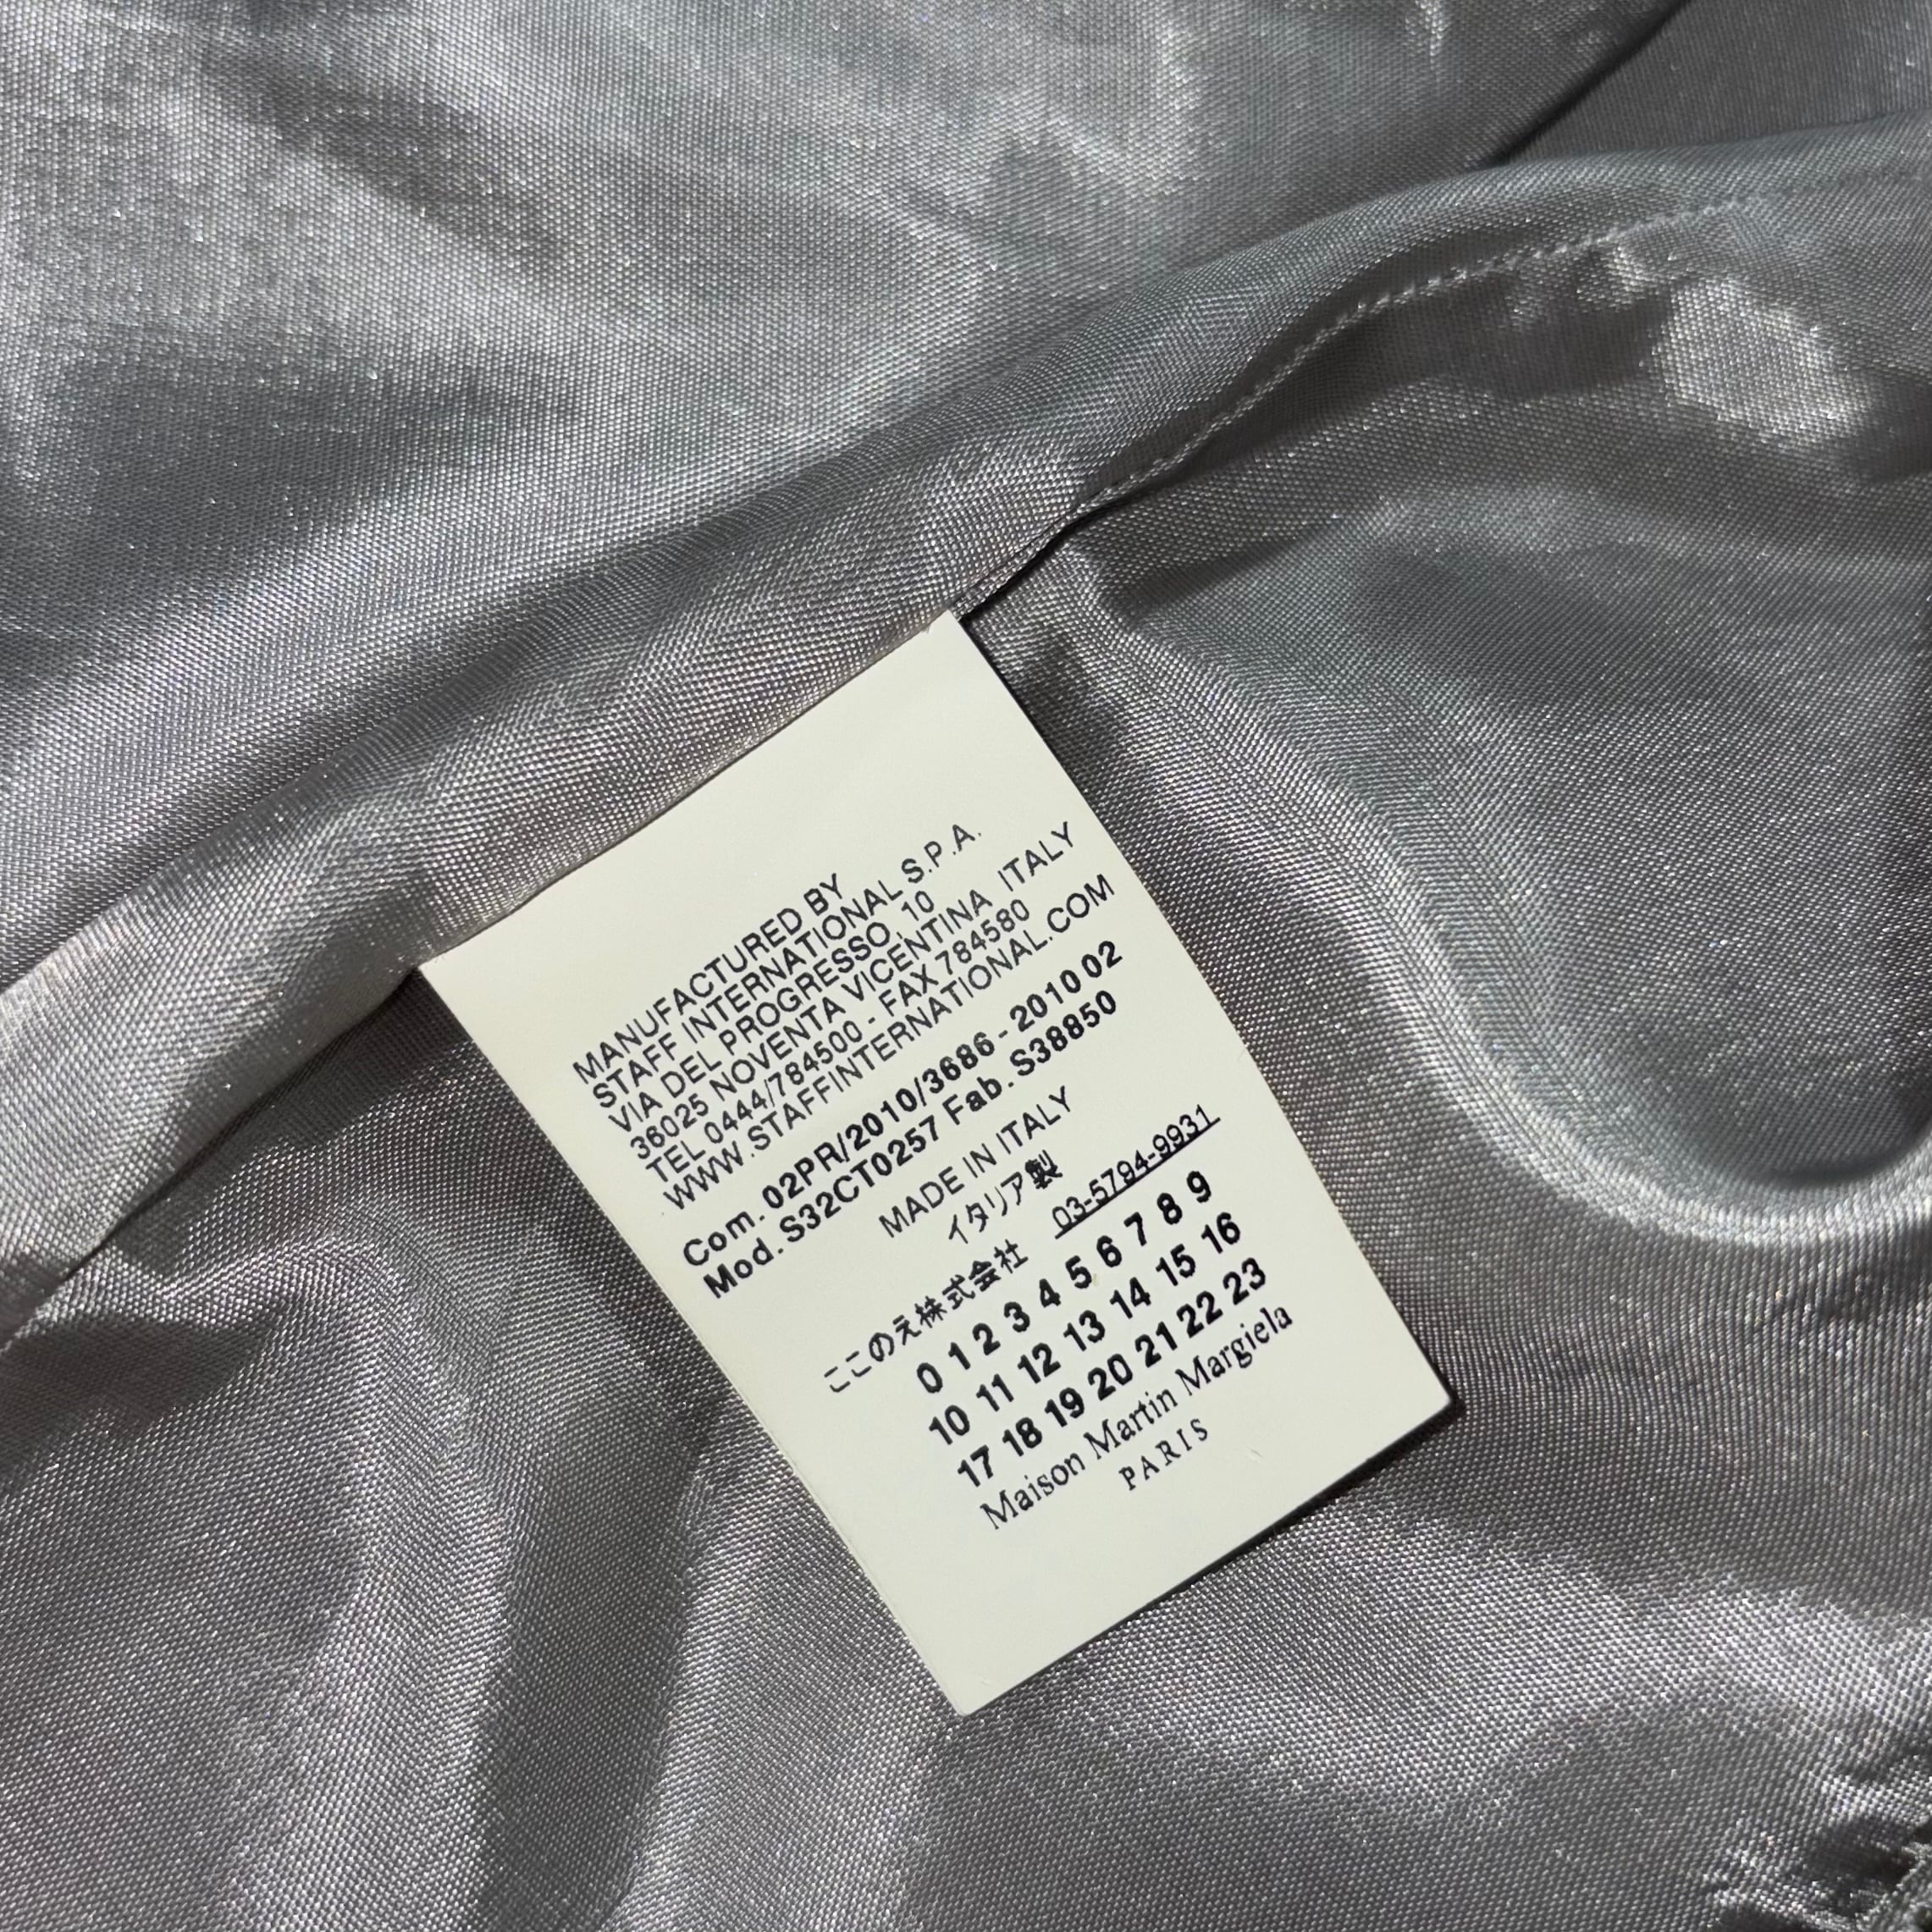 MANUFACTURED BY
STAFF INTERNATIONAL S.P.A.
VIA DEL PROGRESSO, 10
36025 NOVENTA VICENTINA ITALY
TEL 0444/784500 - FAX 784580
WWW.STAFFINTERNATIONAL.COM
Com. 02PR/2010/3686 - 2010 02
Mod. S32CT0257 Fab. S38850
MADE IN ITALY
イタリア製
ここのえ株式会社 03-5794-9931
0 1 2 3 4 5 6 7 8 9
10 11 12 13 14 15 16
17 18 19 20 21 22 23
Maison Martin Margiela
PARIS